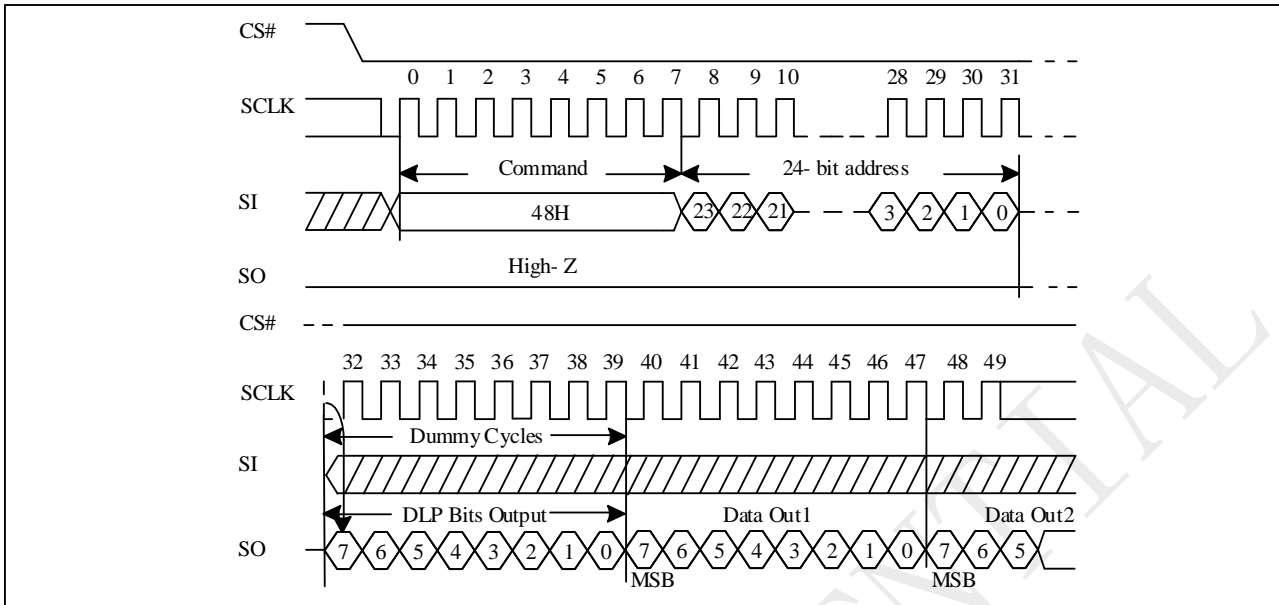 CS#
0 1 2 3 4 5 6 7 8 9 10 28 29 30 31
SCLK
Command 24- bit address
SI 48H 23 22 21 3 2 1 0
High- Z
SO
CS#
32 33 34 35 36 37 38 39 40 41 42 43 44 45 46 47 48 49
SCLK
Dummy Cycles
SI
DLP Bits Output Data Out1 Data Out2
SO 7 6 5 4 3 2 1 0 7 6 5 4 3 2 1 0 7 6 5
MSB MSB
NTIAL